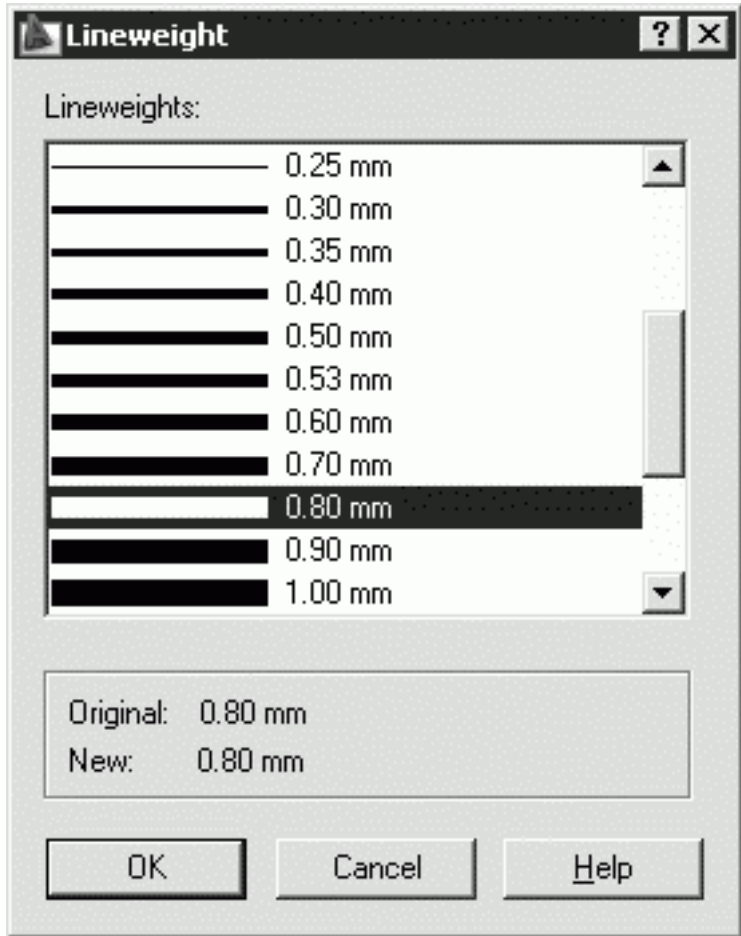 Lineweight
Lineweights:
0.25 mm
0.30 mm
0.35 mm
0.40 mm
0.50 mm
0.53 mm
0.60 mm
0.70 mm
0.80 mm
0.90 mm
1.00 mm
Original: 0.80 mm
New: 0.80 mm
OK Cancel Help